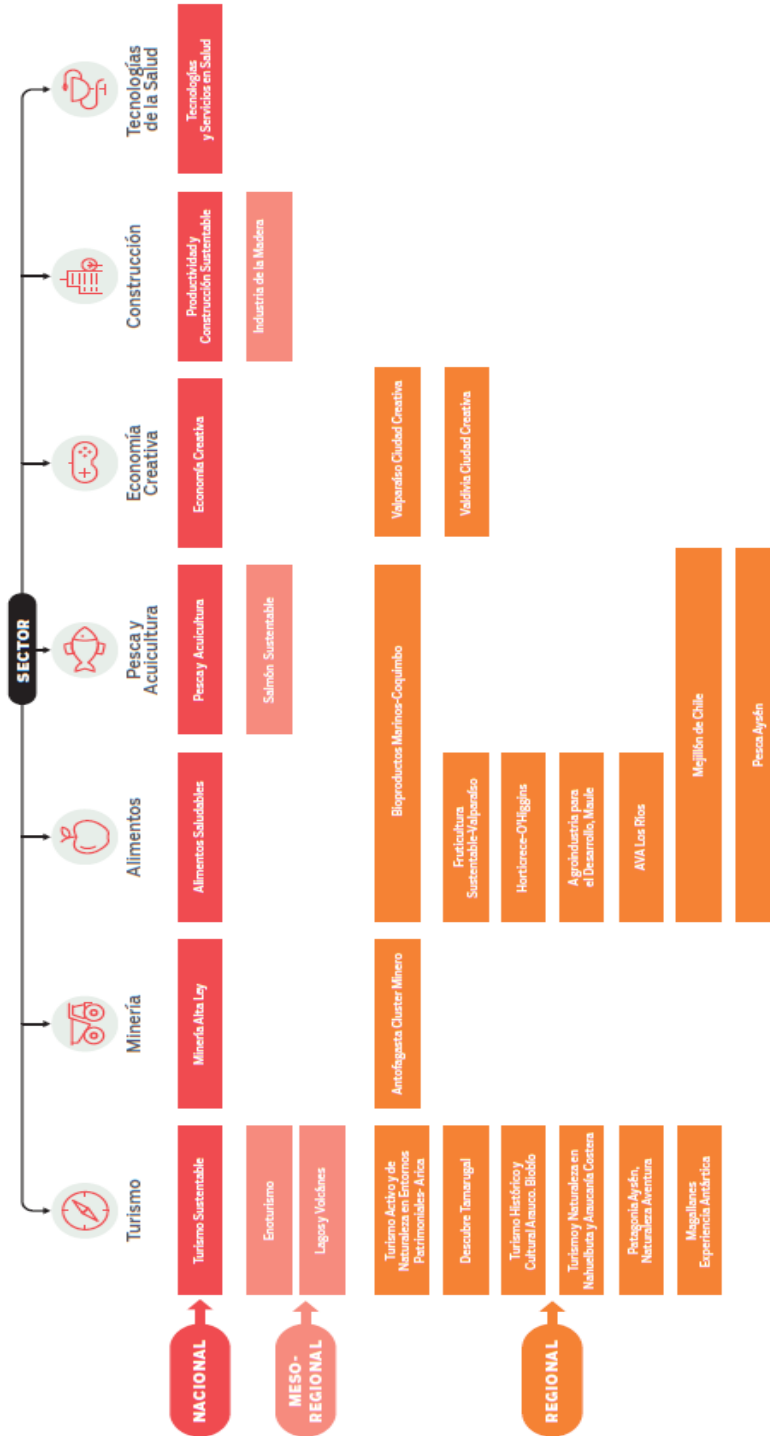 SECTOR
Turismo
Minería
Alimentos
Pesca y
Acuicultura
Economía
Creativa
Construcción
Tecnologías
de la Salud
NACIONAL
Turismo Sustentable
Minería Alta Ley
Alimentos Saludables
Pesca y Acuicultura
Economía Creativa
Productividad y
Construcción Sustentable
Tecnologías
y Servicios en Salud
MESO-
REGIONAL
Enoturismo
Salmón Sustentable
Industria de la Madera
Lagos y Volcánes
REGIONAL
Turismo Activo y de
Naturaleza en Entornos
Patrimoniales- Arica
Antofagasta Cluster Minero
Bioproductos Marinos-Coquimbo
Valparaíso Ciudad Creativa
Descubre Tamarugal
Fruticultura
Sustentable-Valparaíso
Valdivia Ciudad Creativa
Turismo Histórico y
Cultural Arauco. Biobío
Horticrece-O'Higgins
Turismo y Naturaleza en
Nahuelbuta y Araucanía Costera
Agroindustria para
el Desarrollo, Maule
Patagonia Aysén,
Naturaleza Aventura
AVA Los Ríos
Magallanes
Experiencia Antártica
Mejillón de Chile
Pesca Aysén